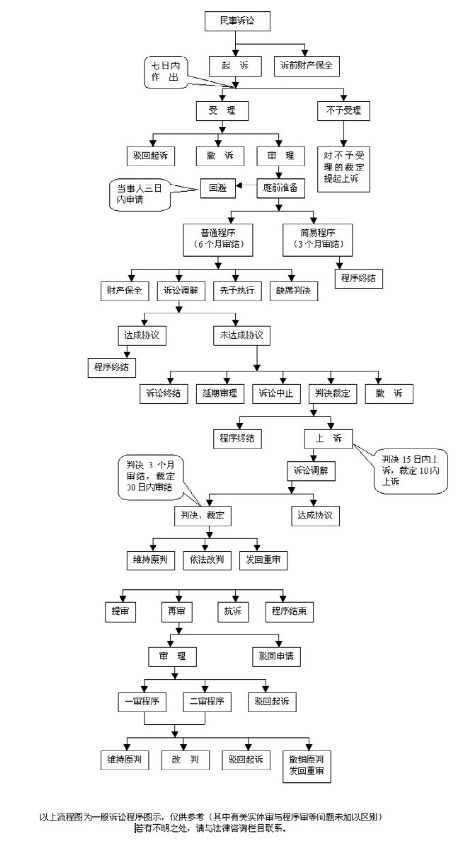 民事诉讼
起 诉
诉前财产保全
七日内
作 出
受 理
不予受理
驳回起诉
撤 诉
审 理
对不予受
理的裁定
提起上诉
当事人三日
内申请
回避
庭前准备
普通程序
（6个月审结）
简易程序
（3个月审结）
程序终结
财产保全
诉讼调解
先予执行
缺席判决
达成协议
未达成协议
程序终结
诉讼终结
延期审理
诉讼中止
判决裁定
撤 诉
程序终结
上 诉
判决15日内上
诉，裁定10内
上诉
判决 3 个月
审结，裁定
30日内审结
诉讼调解
判决、裁定
达成协议
维持原判
依法改判
发回重审
提审
再审
抗诉
程序结束
审 理
驳回申请
一审程序
二审程序
驳回起诉
维持原判
改 判
驳回起诉
撤销原判
发回重审
以上流程图为一般诉讼程序图示，仅供参考（其中有关实体审与程序审等问题未加以区别）
若有不明之处，请与法律咨询栏目联系。